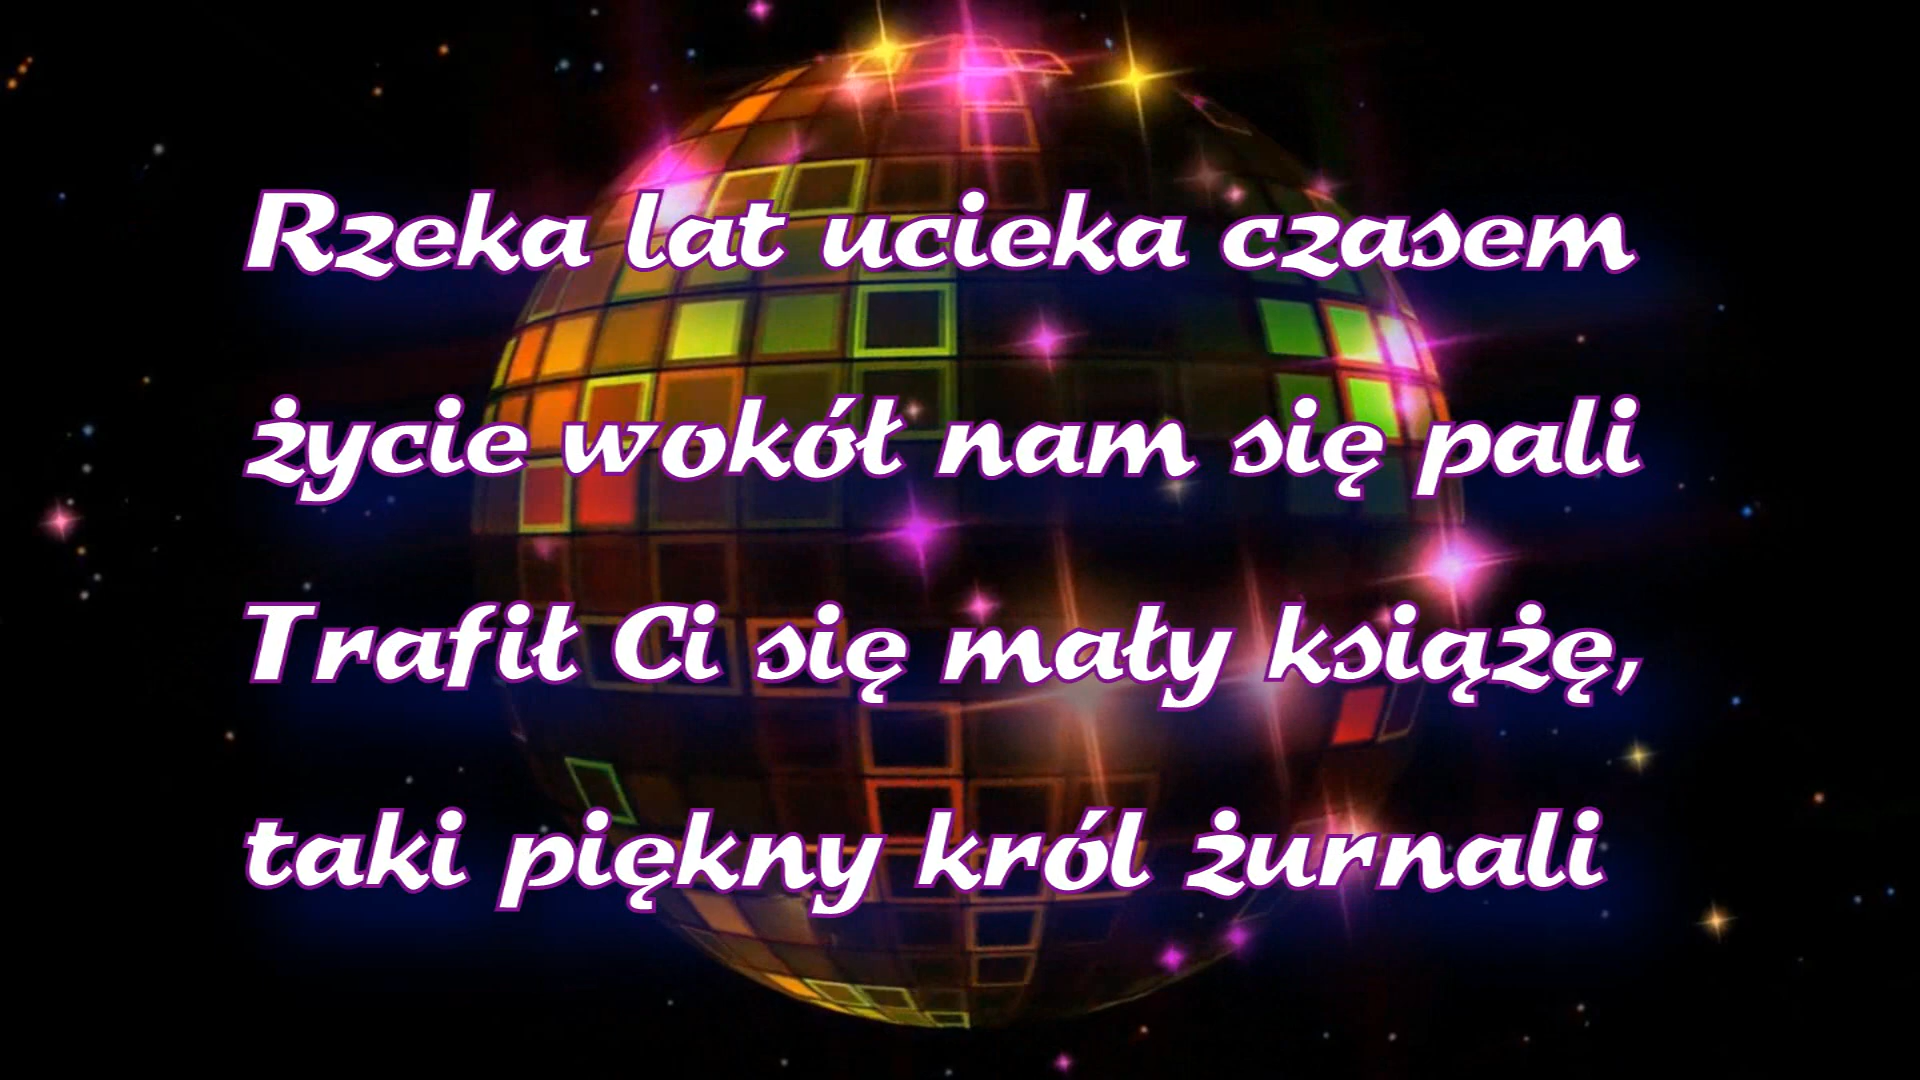 Rzeka lat ucieka czasem
życie wokół nam się pali
Trafił Ci się mały książę,
taki piękny król żurnali